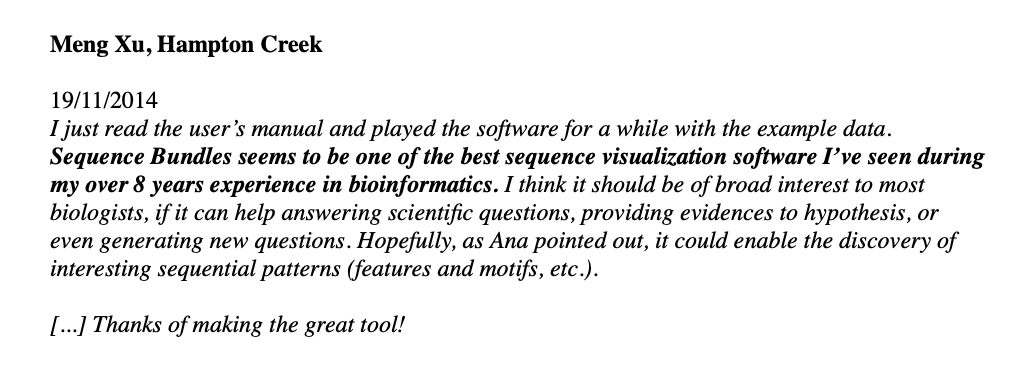 Meng Xu, Hampton Creek
19/11/2014
I just read the user’s manual and played the software for a while with the example data.
Sequence Bundles seems to be one of the best sequence visualization software I’ve seen during
my over 8 years experience in bioinformatics. I think it should be of broad interest to most
biologists, if it can help answering scientific questions, providing evidences to hypothesis, or
even generating new questions. Hopefully, as Ana pointed out, it could enable the discovery of
interesting sequential patterns (features and motifs, etc.).
[...] Thanks of making the great tool!